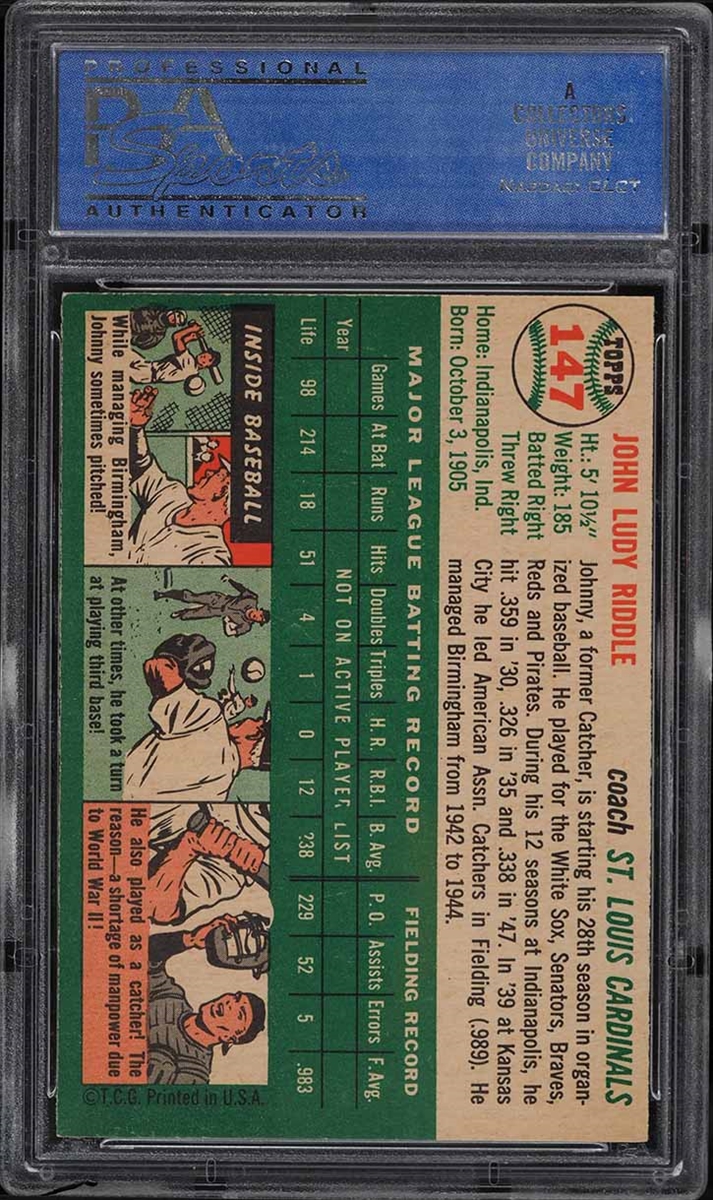 PROFESSIONAL
PSA
Sports
AUTHENTICATOR
A
COLLECTORS
UNIVERSE
COMPANY
NASDAQ: CLCT
TOPPS
147
JOHN LUDY RIDDLE
coach ST. LOUIS CARDINALS
Ht.: 5' 10½"
Weight: 185
Batted Right
Threw Right
Home: Indianapolis, Ind.
Born: October 3, 1905
Johnny, a former Catcher, is starting his 28th season in organ-
ized baseball. He played for the White Sox, Senators, Braves,
Reds and Pirates. During his 12 seasons at Indianapolis, he
hit .359 in '30, .326 in '35 and .338 in '47. In '39 at Kansas
City he led American Assn. Catchers in Fielding (.989). He
managed Birmingham from 1942 to 1944.
MAJOR LEAGUE BATTING RECORD FIELDING RECORD
Games At Bat Runs Hits Doubles Triples H.R. R.B.I. B. Avg. P.O. Assists Errors F. Avg.
Year NOT ON ACTIVE PLAYER LIST
Life 98 214 18 51 4 1 0 12 .238 229 52 5 .983
INSIDE BASEBALL
While managing Birmingham,
Johnny sometimes pitched!
At other times, he took a turn
at playing third base!
He also played as a catcher! The
reason—a shortage of manpower due
to World War II!
©T.C.G. Printed in U.S.A.